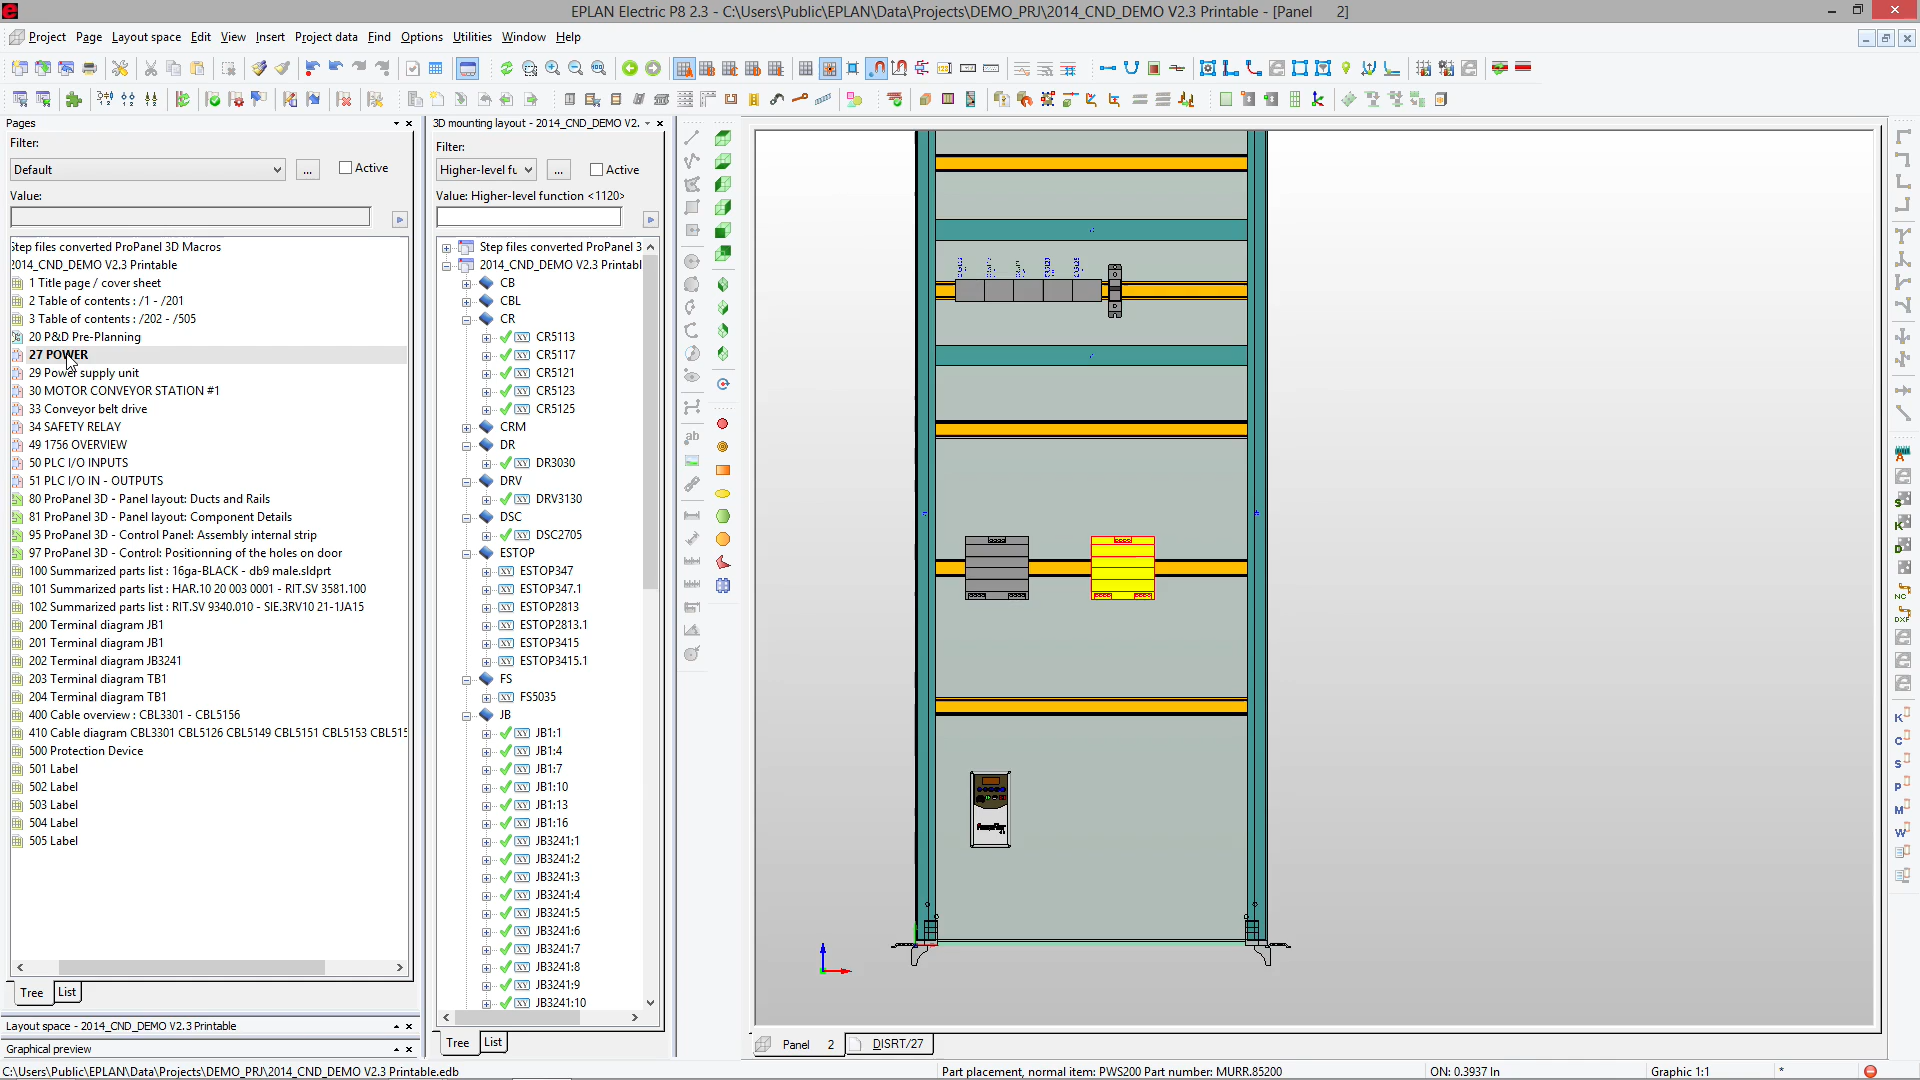 EPLAN Electric P8 2.3 - C:\Users\Public\EPLAN\Data\Projects\DEMO_PRJ\2014_CND_DEMO V2.3 Printable - [Panel 2]
Project Page Layout space Edit View Insert Project data Find Options Utilities Window Help
Pages
Filter:
Default
...
Active
Value:
Step files converted ProPanel 3D Macros
2014_CND_DEMO V2.3 Printable
1 Title page / cover sheet
2 Table of contents : /1 - /201
3 Table of contents : /202 - /505
20 P&D Pre-Planning
27 POWER
29 Power supply unit
30 MOTOR CONVEYOR STATION #1
33 Conveyor belt drive
34 SAFETY RELAY
49 1756 OVERVIEW
50 PLC I/O INPUTS
51 PLC I/O IN - OUTPUTS
80 ProPanel 3D - Panel layout: Ducts and Rails
81 ProPanel 3D - Panel layout: Component Details
95 ProPanel 3D - Control Panel: Assembly internal strip
97 ProPanel 3D - Control: Positionning of the holes on door
100 Summarized parts list : 16ga-BLACK - db9 male.sldprt
101 Summarized parts list : HAR.10 20 003 0001 - RIT.SV 3581.100
102 Summarized parts list : RIT.SV 9340.010 - SIE.3RV10 21-1JA15
200 Terminal diagram JB1
201 Terminal diagram JB1
202 Terminal diagram JB3241
203 Terminal diagram TB1
204 Terminal diagram TB1
400 Cable overview : CBL3301 - CBL5156
410 Cable diagram CBL3301 CBL5126 CBL5149 CBL5151 CBL5153 CBL515
500 Protection Device
501 Label
502 Label
503 Label
504 Label
505 Label
Tree List
Layout space - 2014_CND_DEMO V2.3 Printable
Graphical preview
3D mounting layout - 2014_CND_DEMO V2.
Filter:
Higher-level fu
...
Active
Value: Higher-level function <1120>
Step files converted ProPanel 3
2014_CND_DEMO V2.3 Printabl
CB
CBL
CR
CR5113
CR5117
CR5121
CR5123
CR5125
CRM
DR
DR3030
DRV
DRV3130
DSC
DSC2705
ESTOP
ESTOP347
ESTOP347.1
ESTOP2813
ESTOP2813.1
ESTOP3415
ESTOP3415.1
FS
FS5035
JB
JB1:1
JB1:4
JB1:7
JB1:10
JB1:13
JB1:16
JB3241:1
JB3241:2
JB3241:3
JB3241:4
JB3241:5
JB3241:6
JB3241:7
JB3241:8
JB3241:9
JB3241:10
Tree List
Panel 2
DISRT/27
C:\Users\Public\EPLAN\Data\Projects\DEMO_PRJ\2014_CND_DEMO V2.3 Printable.edb
Part placement, normal item: PWS200 Part number: MURR.85200
ON: 0.3937 In
Graphic 1:1
*